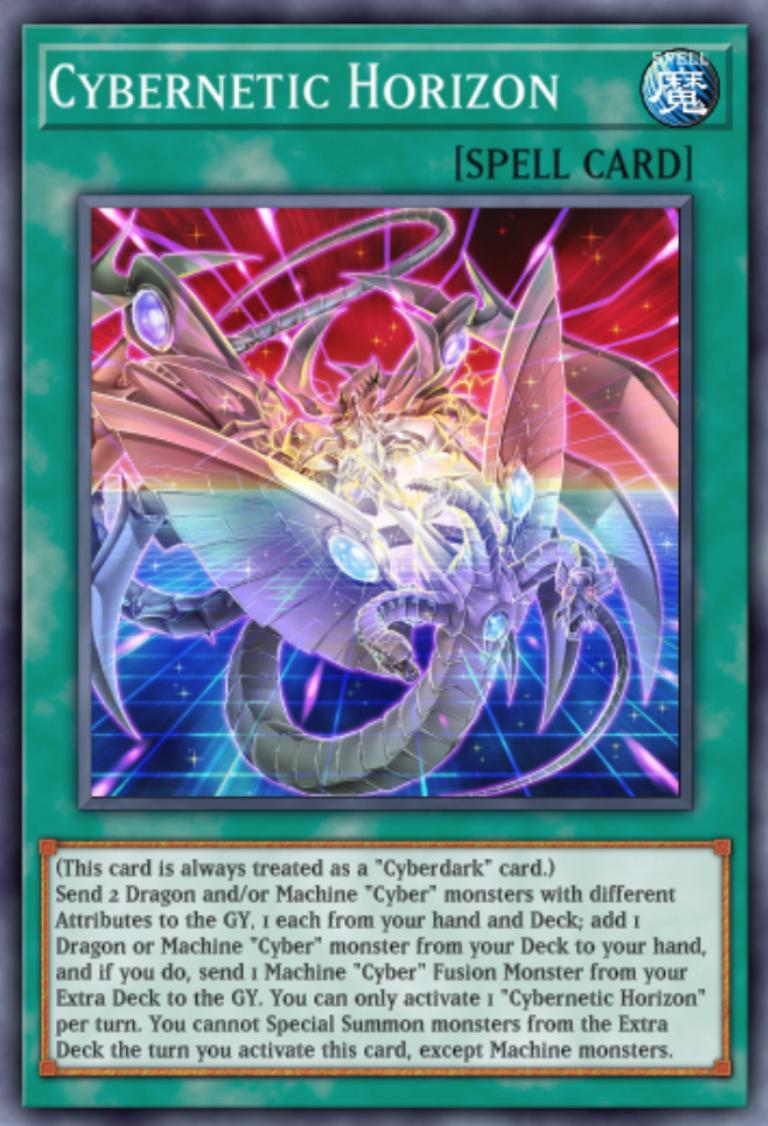 CYBERNETIC HORIZON
SPELL
魔
[SPELL CARD]
(This card is always treated as a "Cyberdark" card.)
Send 2 Dragon and/or Machine "Cyber" monsters with different
Attributes to the GY, 1 each from your hand and Deck; add 1
Dragon or Machine "Cyber" monster from your Deck to your hand,
and if you do, send 1 Machine "Cyber" Fusion Monster from your
Extra Deck to the GY. You can only activate 1 "Cybernetic Horizon"
per turn. You cannot Special Summon monsters from the Extra
Deck the turn you activate this card, except Machine monsters.